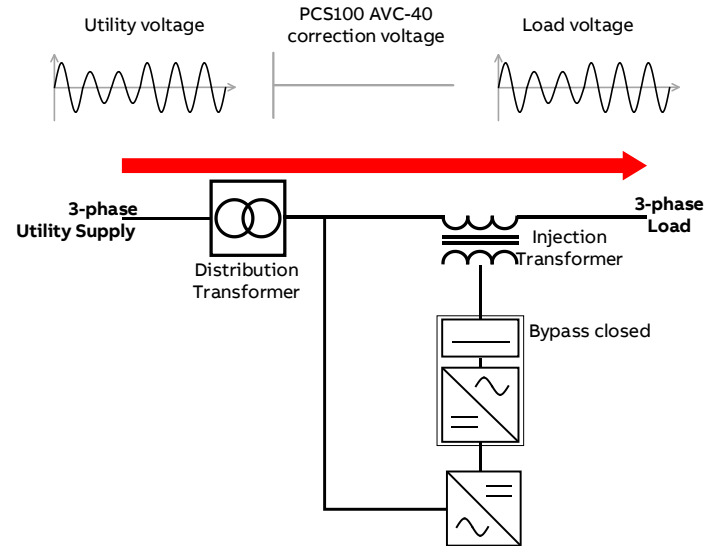 Utility voltage
PCS100 AVC-40
correction voltage
Load voltage
3-phase
Utility Supply
Distribution
Transformer
Injection
Transformer
3-phase
Load
Bypass closed